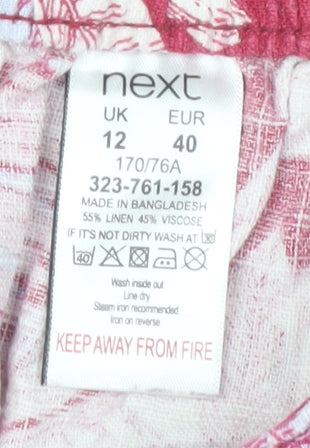 next
UK EUR
12 40
170/76A
323-761-158
MADE IN BANGLADESH
55% LINEN 45% VISCOSE
IF IT'S NOT DIRTY WASH AT 30
40
Wash inside out
Line dry
Steam iron recommended
Iron on reverse
KEEP AWAY FROM FIRE